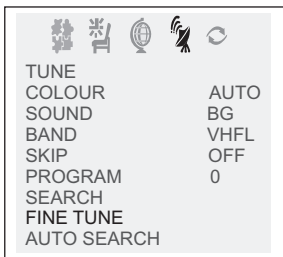 TUNE
COLOUR AUTO
SOUND BG
BAND VHFL
SKIP OFF
PROGRAM 0
SEARCH
FINE TUNE
AUTO SEARCH